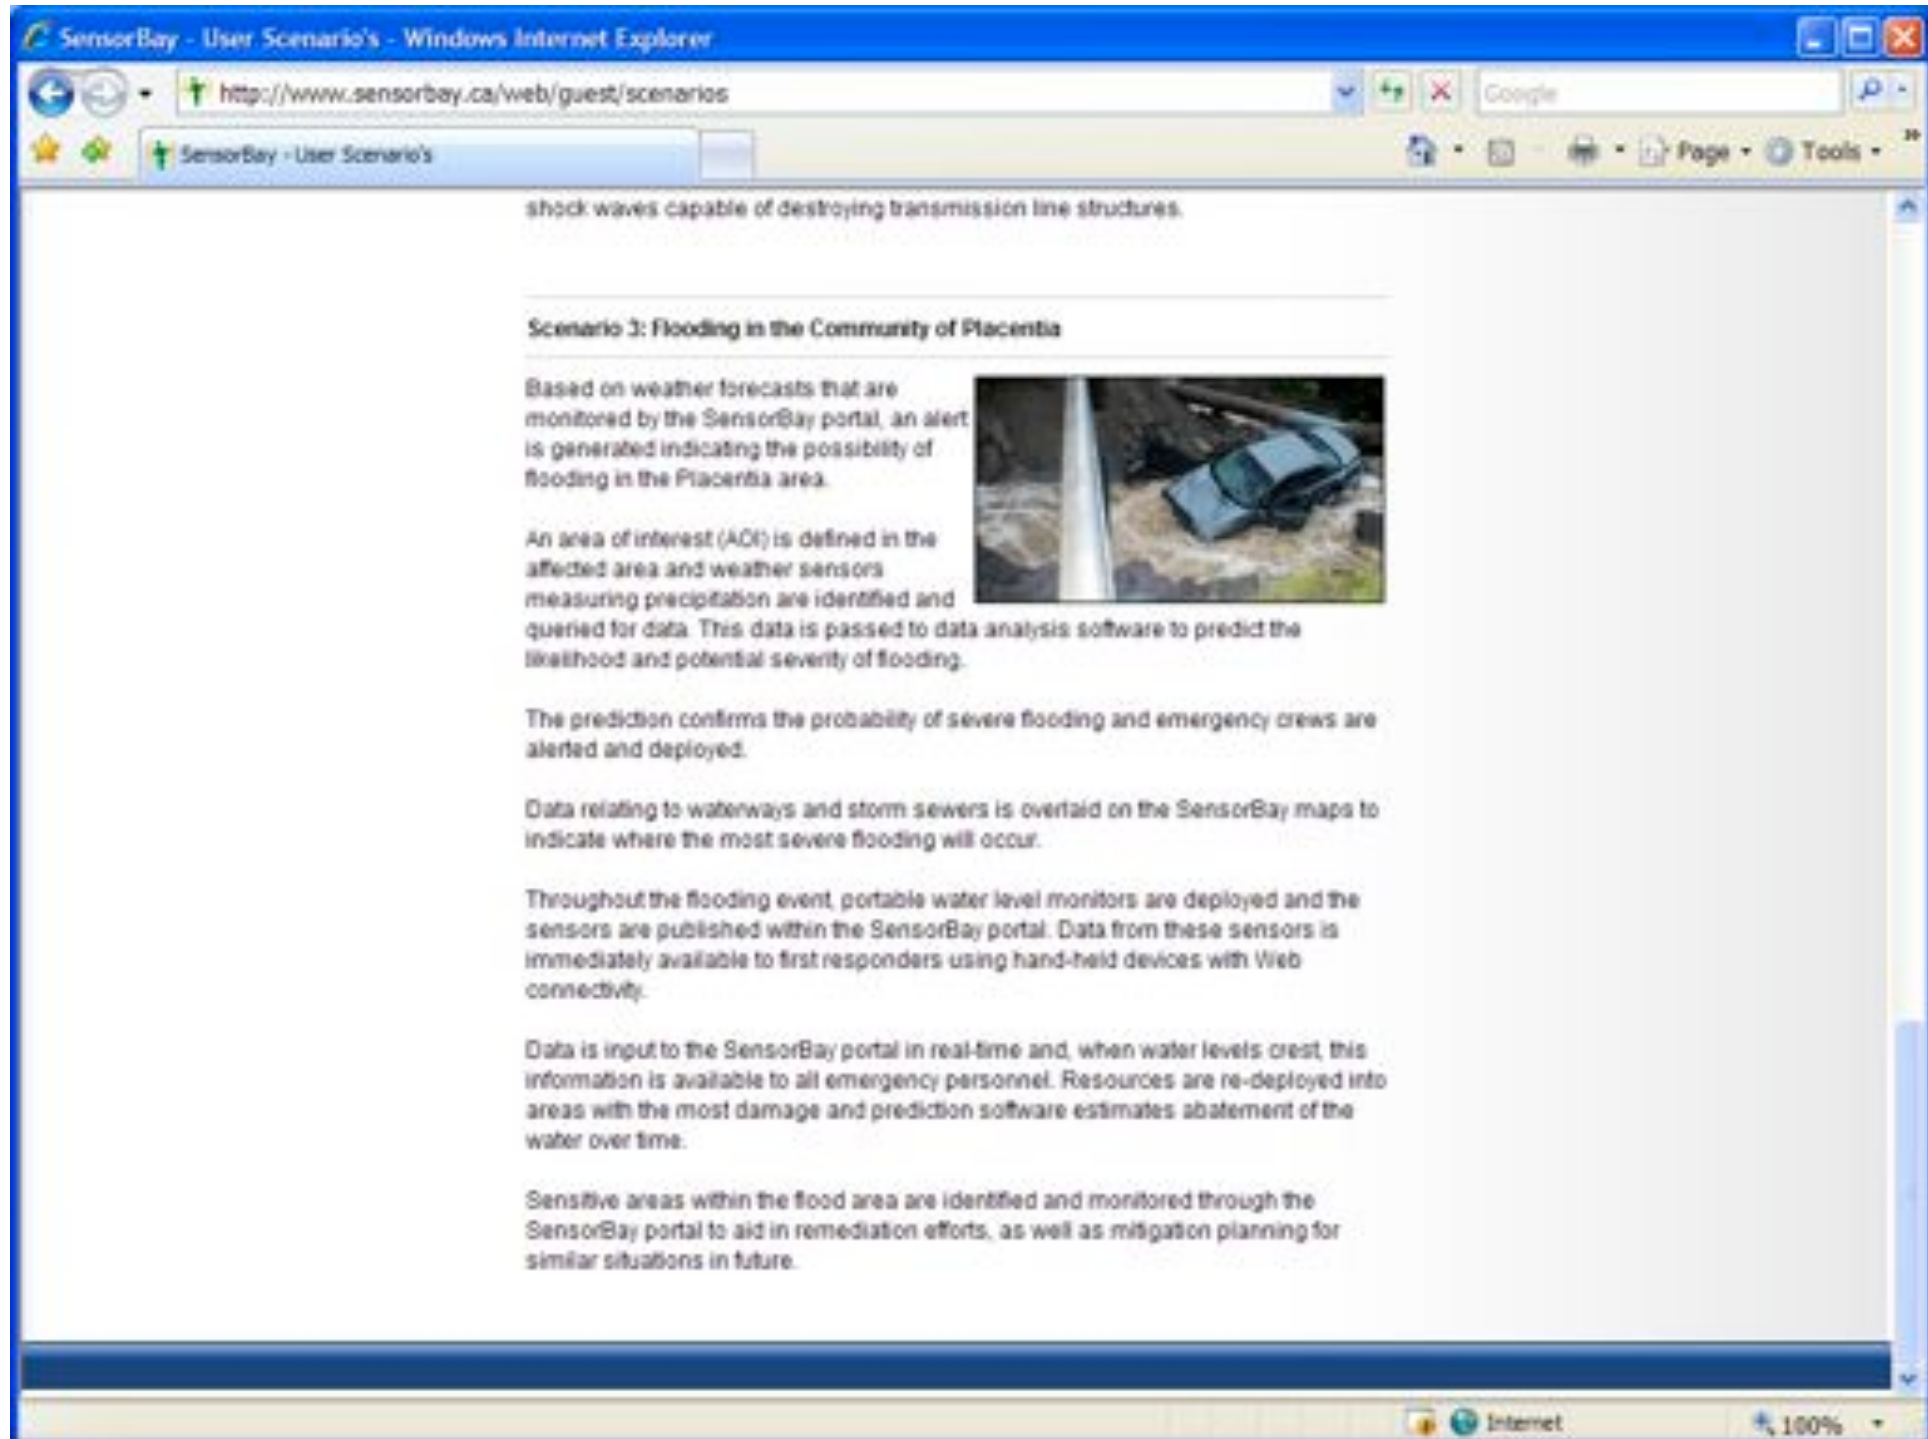 SensorBay - User Scenario's - Windows Internet Explorer
http://www.sensorbay.ca/web/guest/scenarios
Google
SensorBay - User Scenario's
Page
Tools
shock waves capable of destroying transmission line structures.
Scenario 3: Flooding in the Community of Placentia
Based on weather forecasts that are
monitored by the SensorBay portal, an alert
is generated indicating the possibility of
flooding in the Placentia area.
An area of interest (AOI) is defined in the
affected area and weather sensors
measuring precipitation are identified and
queried for data. This data is passed to data analysis software to predict the
likelihood and potential severity of flooding.
The prediction confirms the probability of severe flooding and emergency crews are
alerted and deployed.
Data relating to waterways and storm sewers is overlaid on the SensorBay maps to
indicate where the most severe flooding will occur.
Throughout the flooding event, portable water level monitors are deployed and the
sensors are published within the SensorBay portal. Data from these sensors is
immediately available to first responders using hand-held devices with Web
connectivity.
Data is input to the SensorBay portal in real-time and, when water levels crest, this
information is available to all emergency personnel. Resources are re-deployed into
areas with the most damage and prediction software estimates abatement of the
water over time.
Sensitive areas within the flood area are identified and monitored through the
SensorBay portal to aid in remediation efforts, as well as mitigation planning for
similar situations in future.
Internet
100%